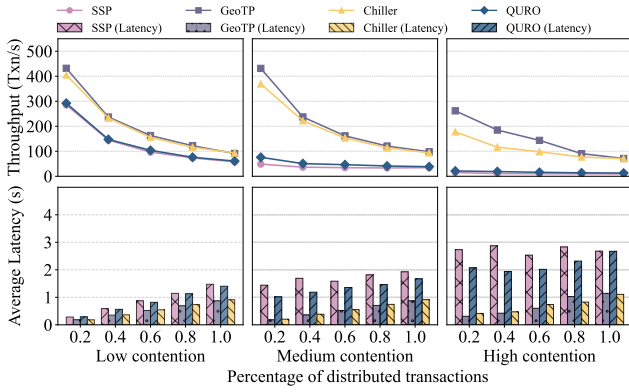 SSP GeoTP Chiller QURO
SSP (Latency) GeoTP (Latency) Chiller (Latency) QURO (Latency)
Throughput (Txn/s)
500
400
300
200
100
0
Average Latency (s)
4
3
2
1
0
0.2 0.4 0.6 0.8 1.0 0.2 0.4 0.6 0.8 1.0 0.2 0.4 0.6 0.8 1.0
Low contention Medium contention High contention
Percentage of distributed transactions